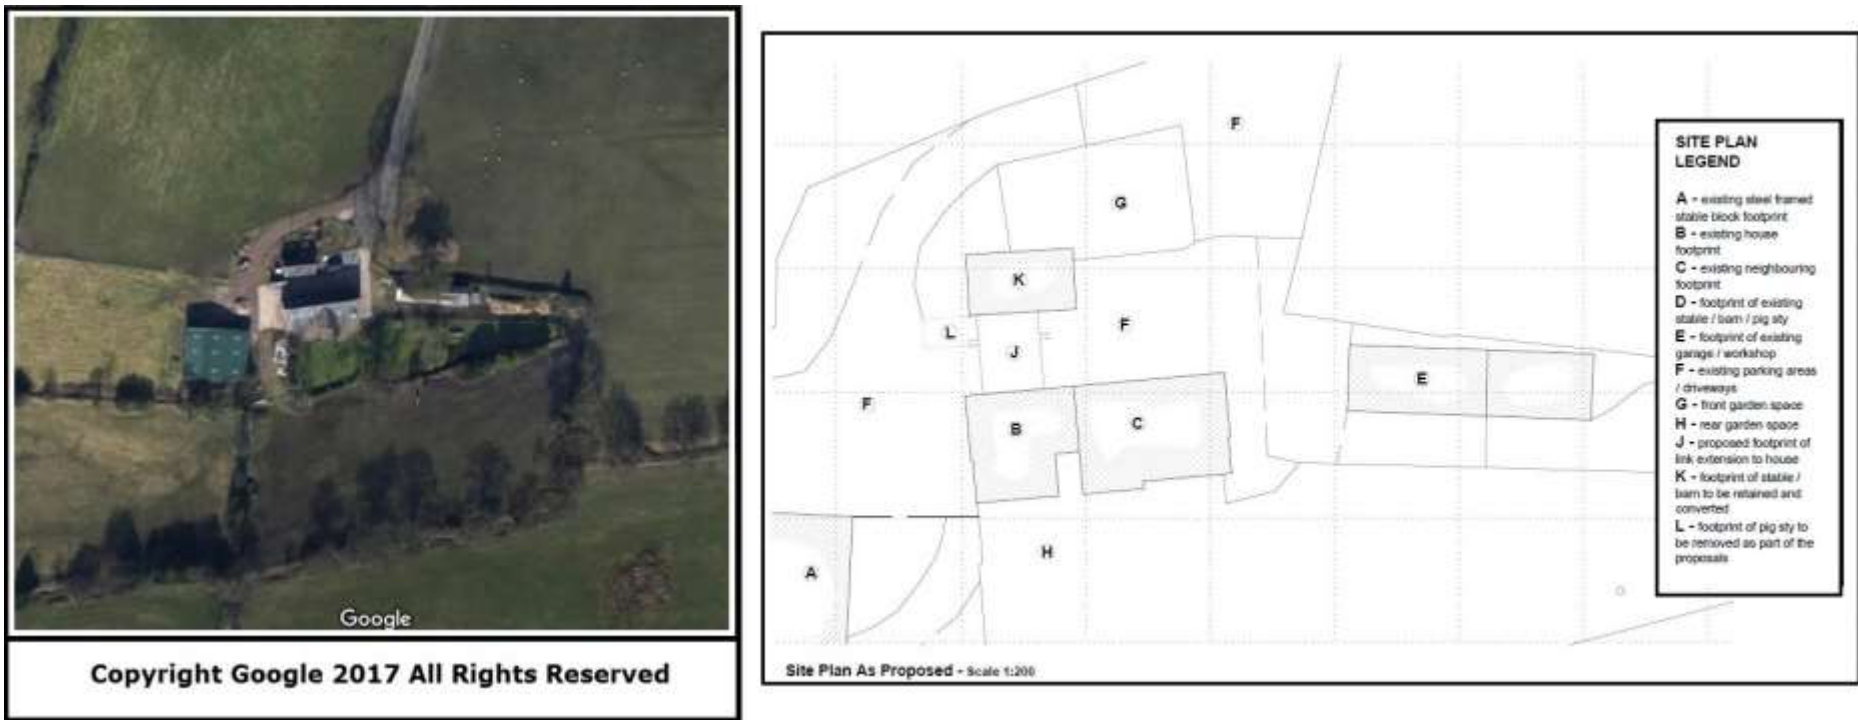 Google
Copyright Google 2017 All Rights Reserved
F
G
K
L
J
F
F
E
B
C
H
A
Site Plan As Proposed - Scale 1:200
SITE PLAN
LEGEND
A - existing steel framed
stable block footprint
B - existing house
footprint
C - existing neighbouring
footprint
D - footprint of existing
stable / barn / pig sty
E - footprint of existing
garage / workshop
F - existing parking areas
/ driveways
G - front garden space
H - rear garden space
J - proposed footprint of
link extension to house
K - footprint of stable /
barn to be retained and
converted
L - footprint of pig sty to
be removed as part of the
proposals